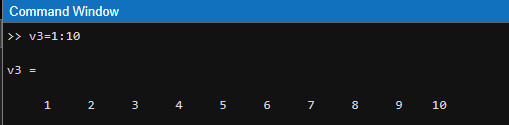 Command Window
>> v3=1:10
v3 =
1 2 3 4 5 6 7 8 9 10